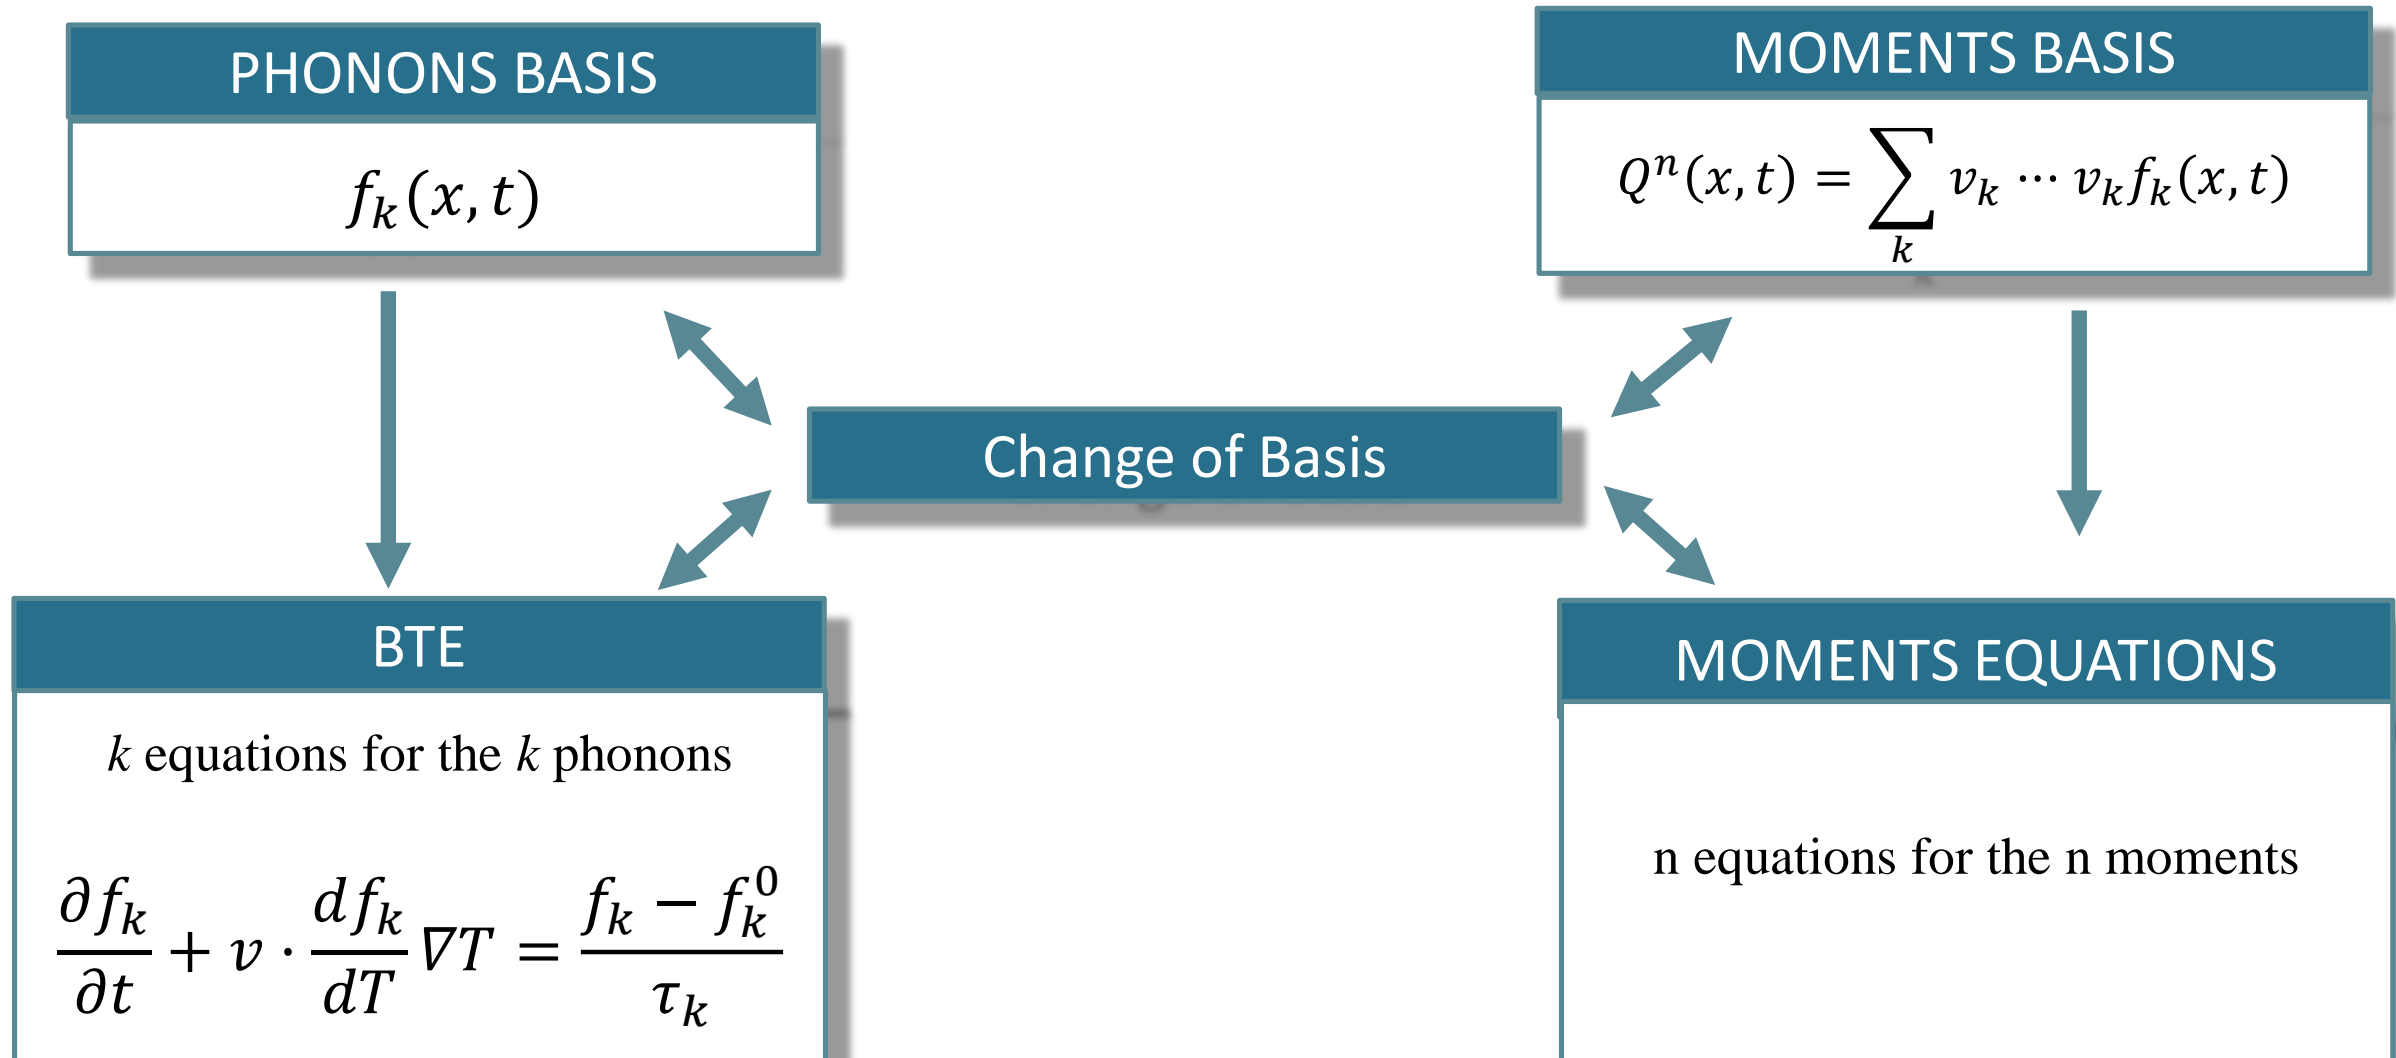 PHONONS BASIS
f_k(x, t)
MOMENTS BASIS
Q^n(x, t) = ∑_k v_k ⋯ v_k f_k(x, t)
Change of Basis
BTE
k equations for the k phonons
∂f_k/∂t + v · df_k/dT ∇T = (f_k − f_k^0)/τ_k
MOMENTS EQUATIONS
n equations for the n moments